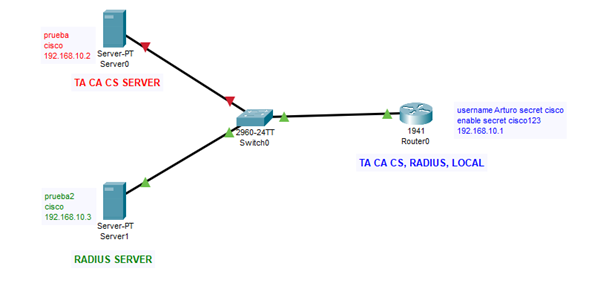 prueba
cisco
192.168.10.2
Server-PT
Server0
TA CA CS SERVER
2960-24TT
Switch0
1941
Router0
username Arturo secret cisco
enable secret cisco123
192.168.10.1
TA CA CS, RADIUS, LOCAL
prueba2
cisco
192.168.10.3
Server-PT
Server1
RADIUS SERVER